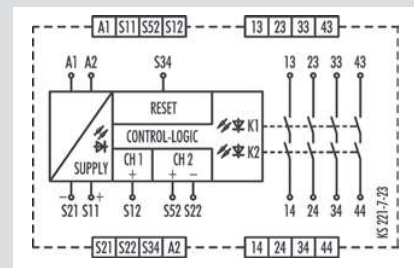 A1 S11 S52 S12 13 23 33 43
A1 A2 S34 13 23 33 43
RESET
CONTROL-LOGIC
K1
K2
SUPPLY
CH 1 CH 2
+ + −
− +
S21 S11 S12 S52 S22 14 24 34 44
KS 221-7-23
S21 S22 S34 A2 14 24 34 44